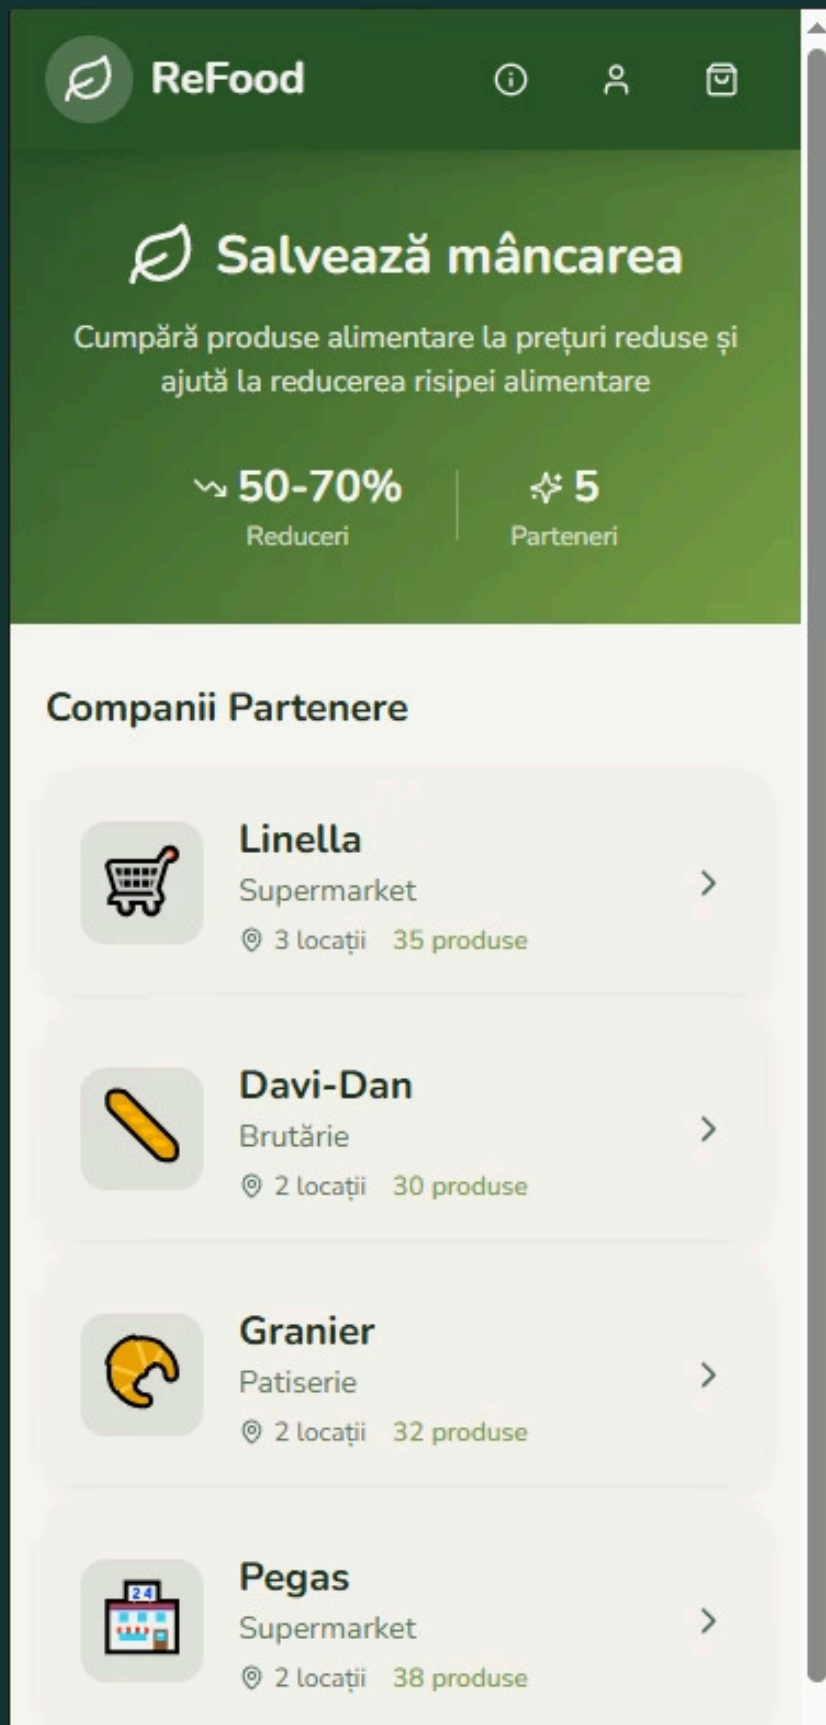 ReFood
Salvează mâncarea
Cumpără produse alimentare la prețuri reduse și
ajută la reducerea risipei alimentare
50-70%
Reduceri
5
Parteneri
Companii Partenere
Linella
Supermarket
3 locații 35 produse
Davi-Dan
Brutărie
2 locații 30 produse
Granier
Patiserie
2 locații 32 produse
24
Pegas
Supermarket
2 locații 38 produse